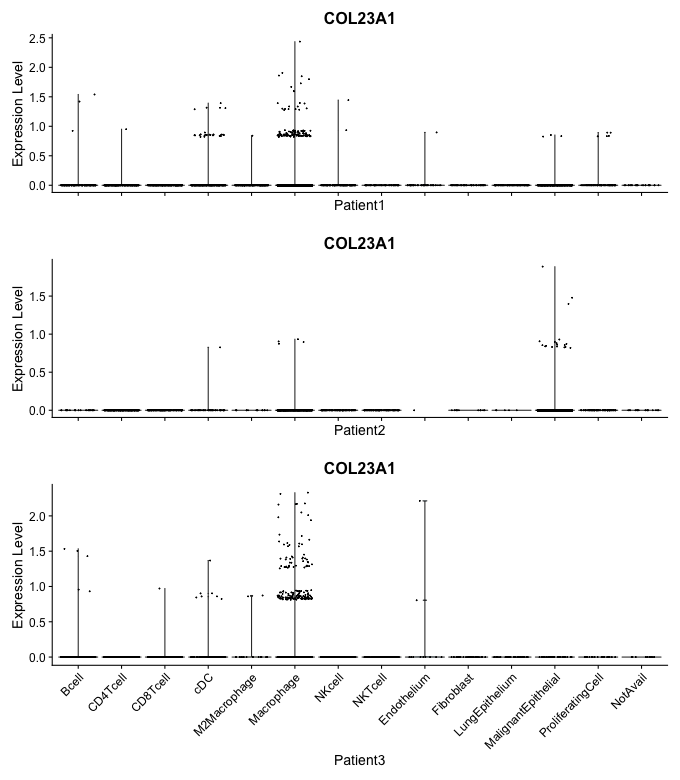 COL23A1
Expression Level
2.5
2.0
1.5
1.0
0.5
0.0
Patient1
COL23A1
Expression Level
1.5
1.0
0.5
0.0
Patient2
COL23A1
Expression Level
2.0
1.5
1.0
0.5
0.0
Bcell
CD4Tcell
CD8Tcell
cDC
M2Macrophage
Macrophage
NKcell
NKTcell
Endothelium
Fibroblast
LungEpithelium
MalignantEpithelial
ProliferatingCell
NotAvail
Patient3